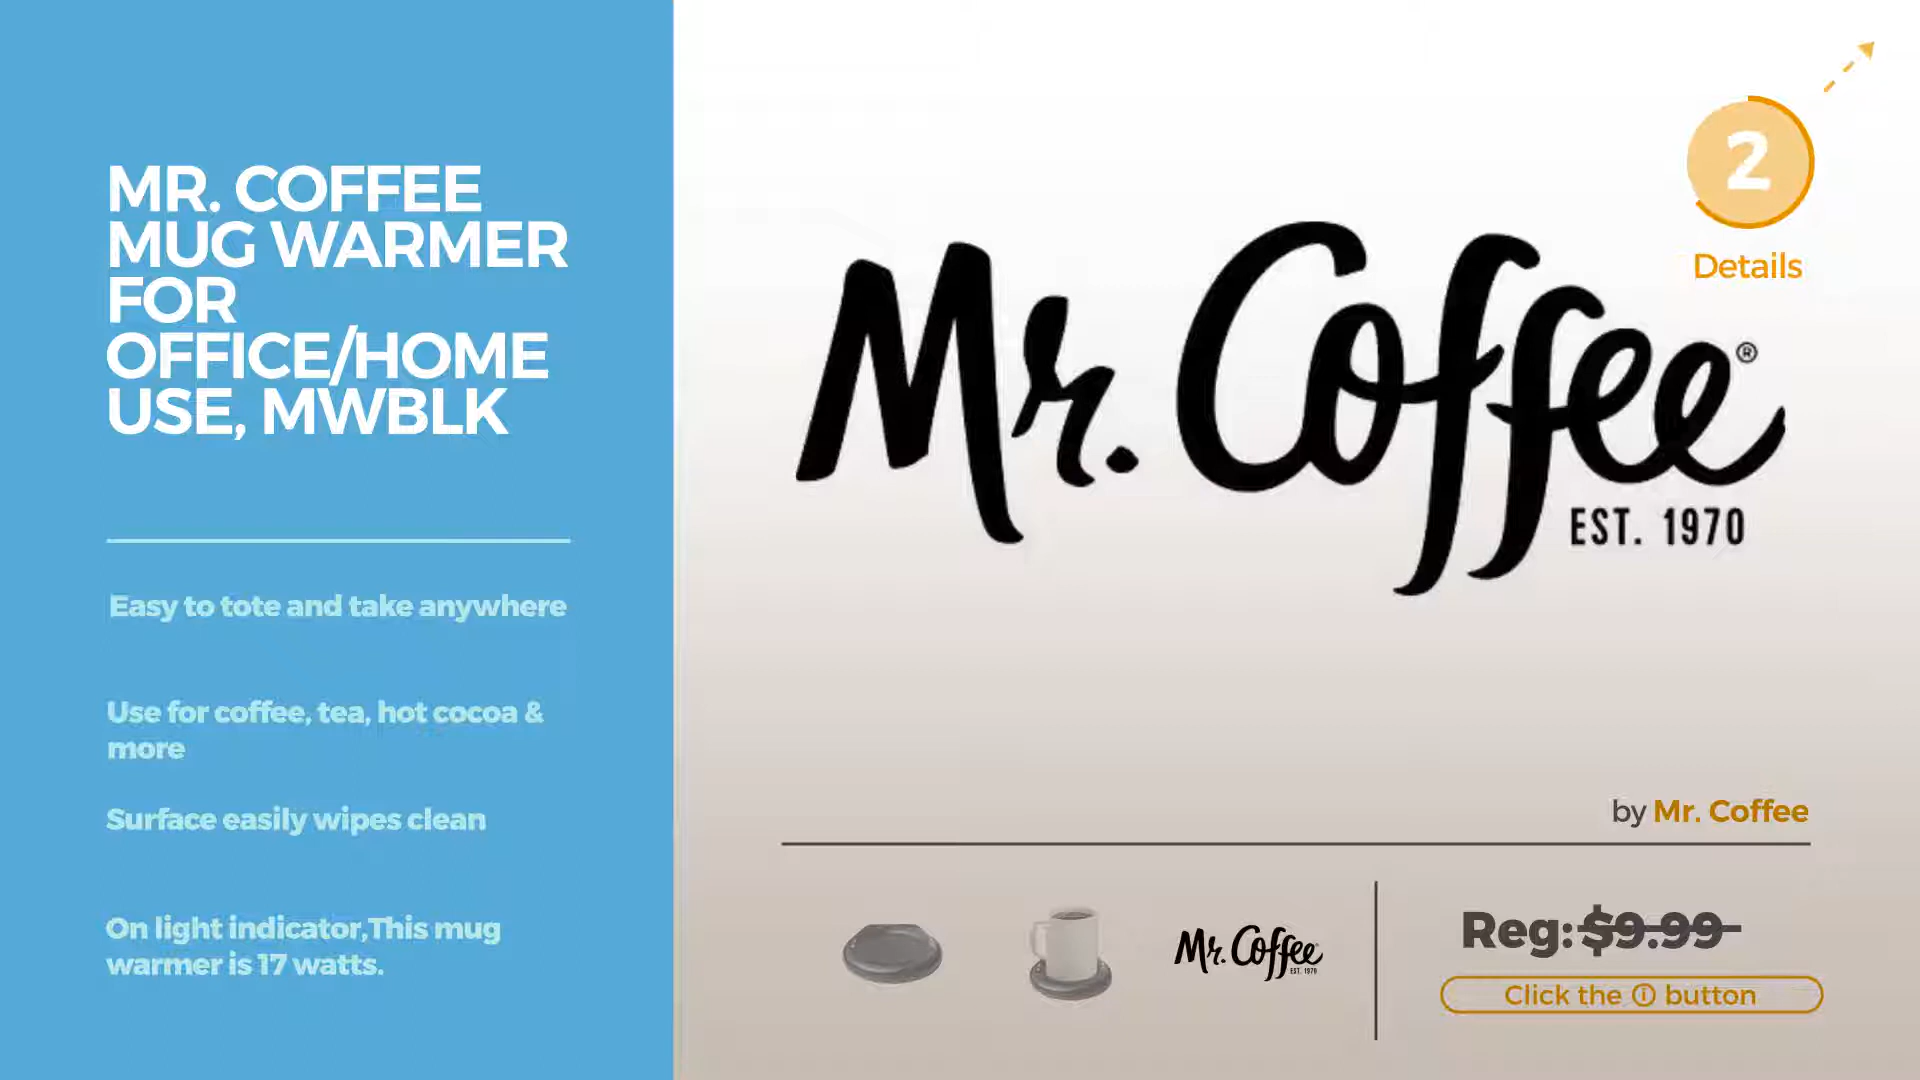 MR. COFFEE
MUG WARMER
FOR
OFFICE/HOME
USE, MWBLK
Easy to tote and take anywhere
Use for coffee, tea, hot cocoa &
more
Surface easily wipes clean
On light indicator,This mug
warmer is 17 watts.
2
Details
Mr. Coffee®
EST. 1970
by Mr. Coffee
Mr. Coffee
EST. 1970
Reg: $9.99
Click the ⓘ button